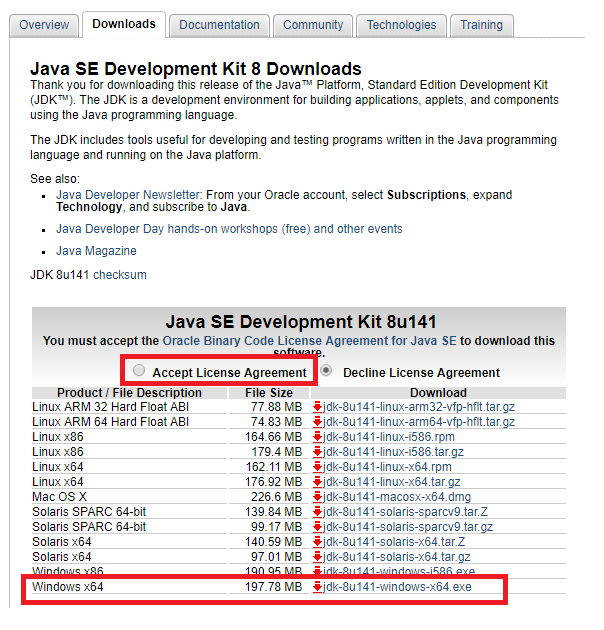 Overview Downloads Documentation Community Technologies Training
Java SE Development Kit 8 Downloads
Thank you for downloading this release of the Java™ Platform, Standard Edition Development Kit
(JDK™). The JDK is a development environment for building applications, applets, and components
using the Java programming language.
The JDK includes tools useful for developing and testing programs written in the Java programming
language and running on the Java platform.
See also:
Java Developer Newsletter: From your Oracle account, select Subscriptions, expand
Technology, and subscribe to Java.
Java Developer Day hands-on workshops (free) and other events
Java Magazine
JDK 8u141 checksum
Java SE Development Kit 8u141
You must accept the Oracle Binary Code License Agreement for Java SE to download this
software.
Accept License Agreement Decline License Agreement
Product / File Description File Size Download
Linux ARM 32 Hard Float ABI 77.88 MB jdk-8u141-linux-arm32-vfp-hflt.tar.gz
Linux ARM 64 Hard Float ABI 74.83 MB jdk-8u141-linux-arm64-vfp-hflt.tar.gz
Linux x86 164.66 MB jdk-8u141-linux-i586.rpm
Linux x86 179.4 MB jdk-8u141-linux-i586.tar.gz
Linux x64 162.11 MB jdk-8u141-linux-x64.rpm
Linux x64 176.92 MB jdk-8u141-linux-x64.tar.gz
Mac OS X 226.6 MB jdk-8u141-macosx-x64.dmg
Solaris SPARC 64-bit 139.84 MB jdk-8u141-solaris-sparcv9.tar.Z
Solaris SPARC 64-bit 99.17 MB jdk-8u141-solaris-sparcv9.tar.gz
Solaris x64 140.59 MB jdk-8u141-solaris-x64.tar.Z
Solaris x64 97.01 MB jdk-8u141-solaris-x64.tar.gz
Windows x86 190.95 MB jdk-8u141-windows-i586.exe
Windows x64 197.78 MB jdk-8u141-windows-x64.exe